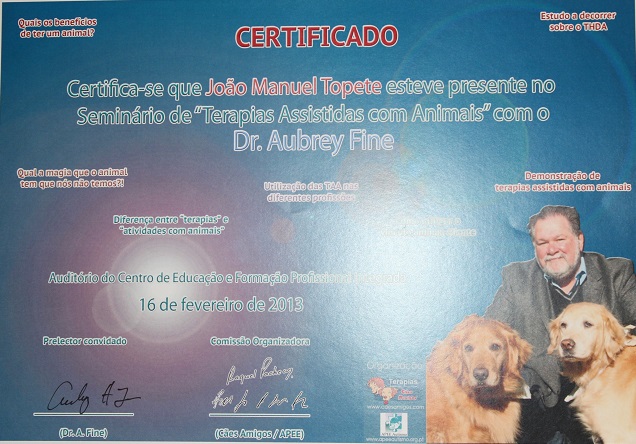 Quais os benefícios
de ter um animal?
CERTIFICADO
Estudo a decorrer
sobre o THDA
Certifica-se que João Manuel Topete esteve presente no
Seminário de "Terapias Assistidas com Animais" com o
Dr. Aubrey Fine
Qual a magia que o animal
tem que nós não temos?!
Utilização das TAA nas
diferentes profissões
Demonstração de
terapias assistidas com animais
Diferença entre "terapias" e
"atividades com animais"
Auditório do Centro de Educação e Formação Profissional
16 de fevereiro de 2013
Prelector convidado
Comissão Organizadora
Organização:
Terapias
Raquel
(Dr. A. Fine)
(Cães Amigos / APEE)
www.caesamigos.com
www.apeeautismo.org.pt